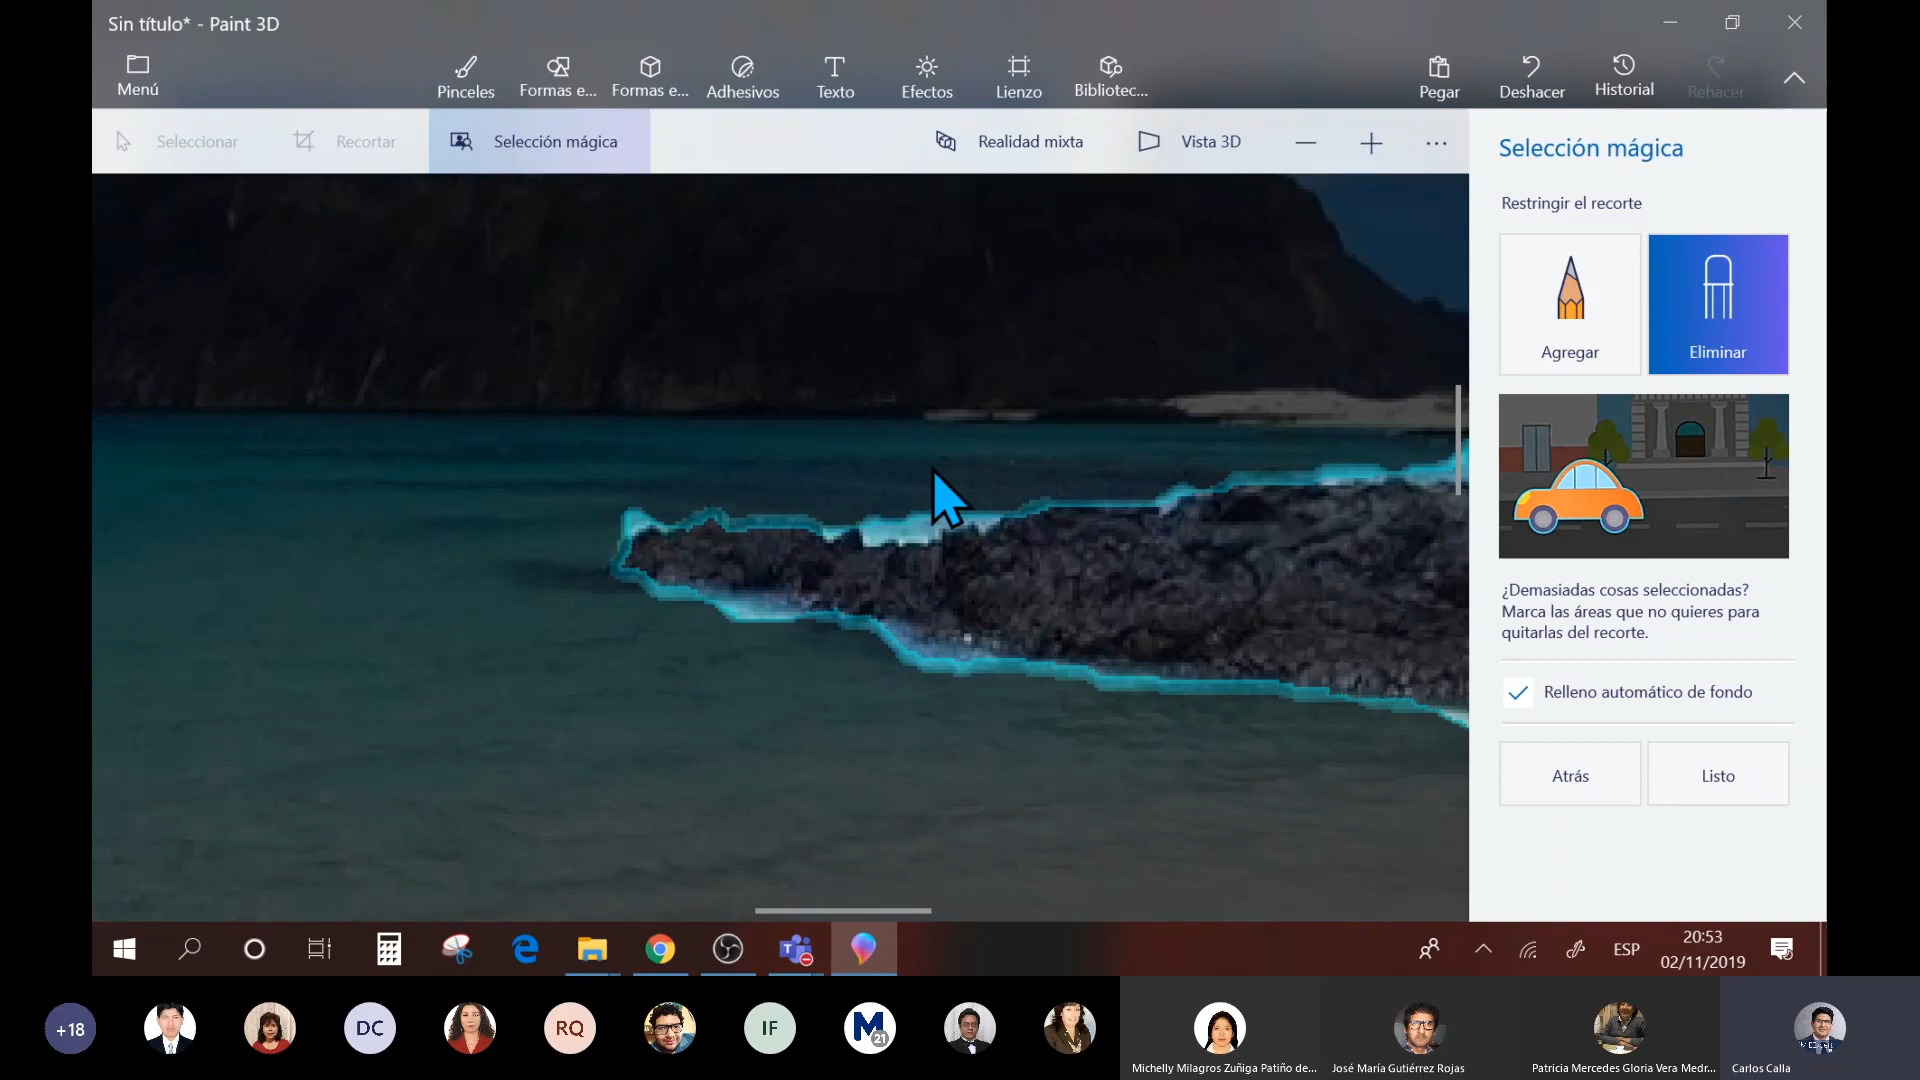 Sin título* - Paint 3D
Menú
Pinceles
Formas e...
Formas e...
Adhesivos
Texto
Efectos
Lienzo
Bibliotec...
Pegar
Deshacer
Historial
Rehacer
Seleccionar
Recortar
Selección mágica
Realidad mixta
Vista 3D
Selección mágica
Restringir el recorte
Agregar
Eliminar
¿Demasiadas cosas seleccionadas?
Marca las áreas que no quieres para
quitarlas del recorte.
Relleno automático de fondo
Atrás
Listo
ESP
20:53
02/11/2019
+18
DC
RQ
IF
M
21
Michelly Milagros Zuñiga Patiño de...
José María Gutiérrez Rojas
Patricia Mercedes Gloria Vera Medr...
Carlos Calla